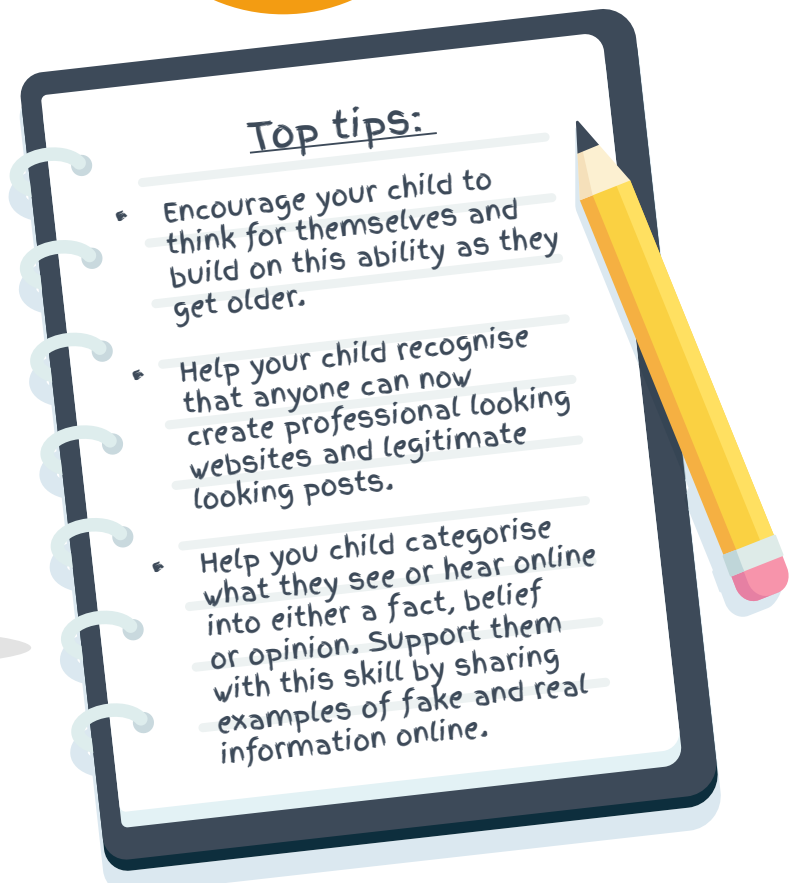 Top tips:
Encourage your child to
think for themselves and
build on this ability as they
get older.
Help your child recognise
that anyone can now
create professional looking
websites and legitimate
looking posts.
Help you child categorise
what they see or hear online
into either a fact, belief
or opinion. Support them
with this skill by sharing
examples of fake and real
information online.